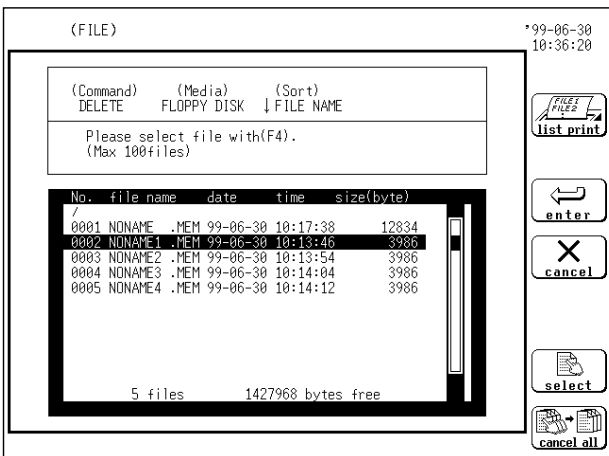 (FILE)
'99-06-30
10:36:20
(Command) (Media) (Sort)
DELETE FLOPPY DISK ↓FILE NAME
Please select file with(F4).
(Max 100files)
No. file name date time size(byte)
/
0001 NONAME .MEM 99-06-30 10:17:38 12834
0002 NONAME1 .MEM 99-06-30 10:13:46 3986
0003 NONAME2 .MEM 99-06-30 10:13:54 3986
0004 NONAME3 .MEM 99-06-30 10:14:04 3986
0005 NONAME4 .MEM 99-06-30 10:14:12 3986
5 files 1427968 bytes free
FILE1
FILE2
list print
enter
cancel
select
cancel all